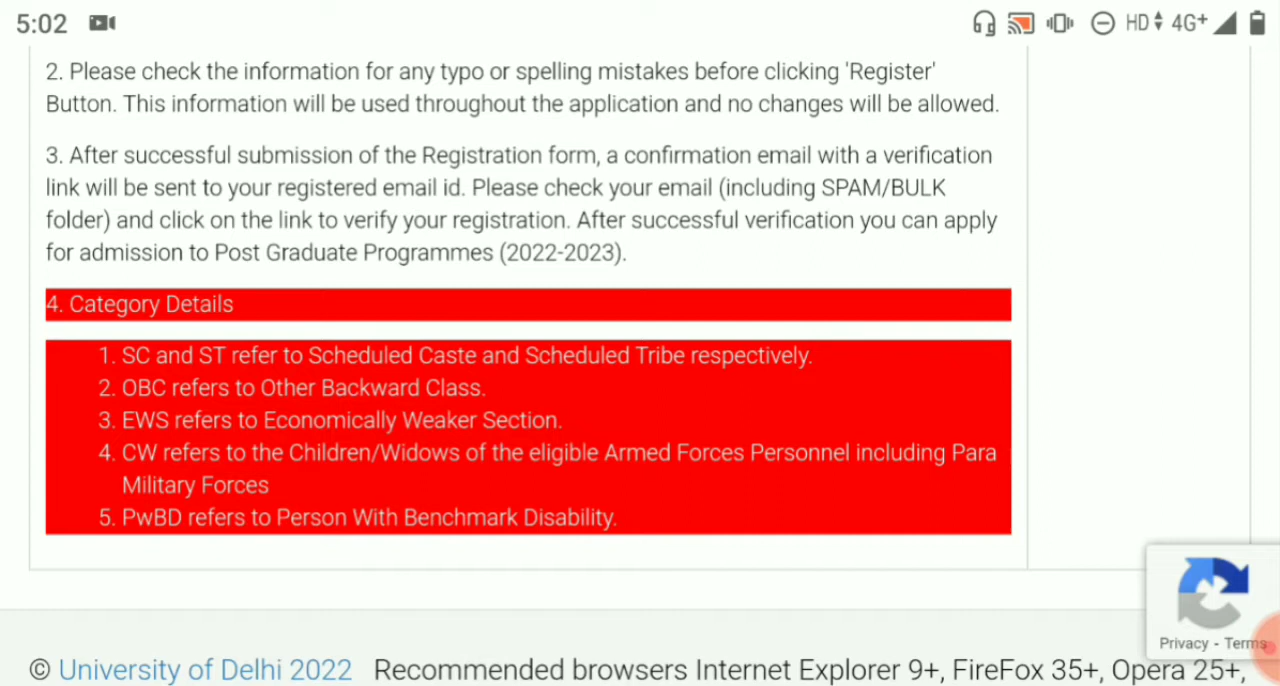 5:02 HD 4G+
2. Please check the information for any typo or spelling mistakes before clicking 'Register'
Button. This information will be used throughout the application and no changes will be allowed.
3. After successful submission of the Registration form, a confirmation email with a verification
link will be sent to your registered email id. Please check your email (including SPAM/BULK
folder) and click on the link to verify your registration. After successful verification you can apply
for admission to Post Graduate Programmes (2022-2023).
4. Category Details
1. SC and ST refer to Scheduled Caste and Scheduled Tribe respectively.
2. OBC refers to Other Backward Class.
3. EWS refers to Economically Weaker Section.
4. CW refers to the Children/Widows of the eligible Armed Forces Personnel including Para
Military Forces
5. PwBD refers to Person With Benchmark Disability.
Privacy - Terms
© University of Delhi 2022 Recommended browsers Internet Explorer 9+, FireFox 35+, Opera 25+,